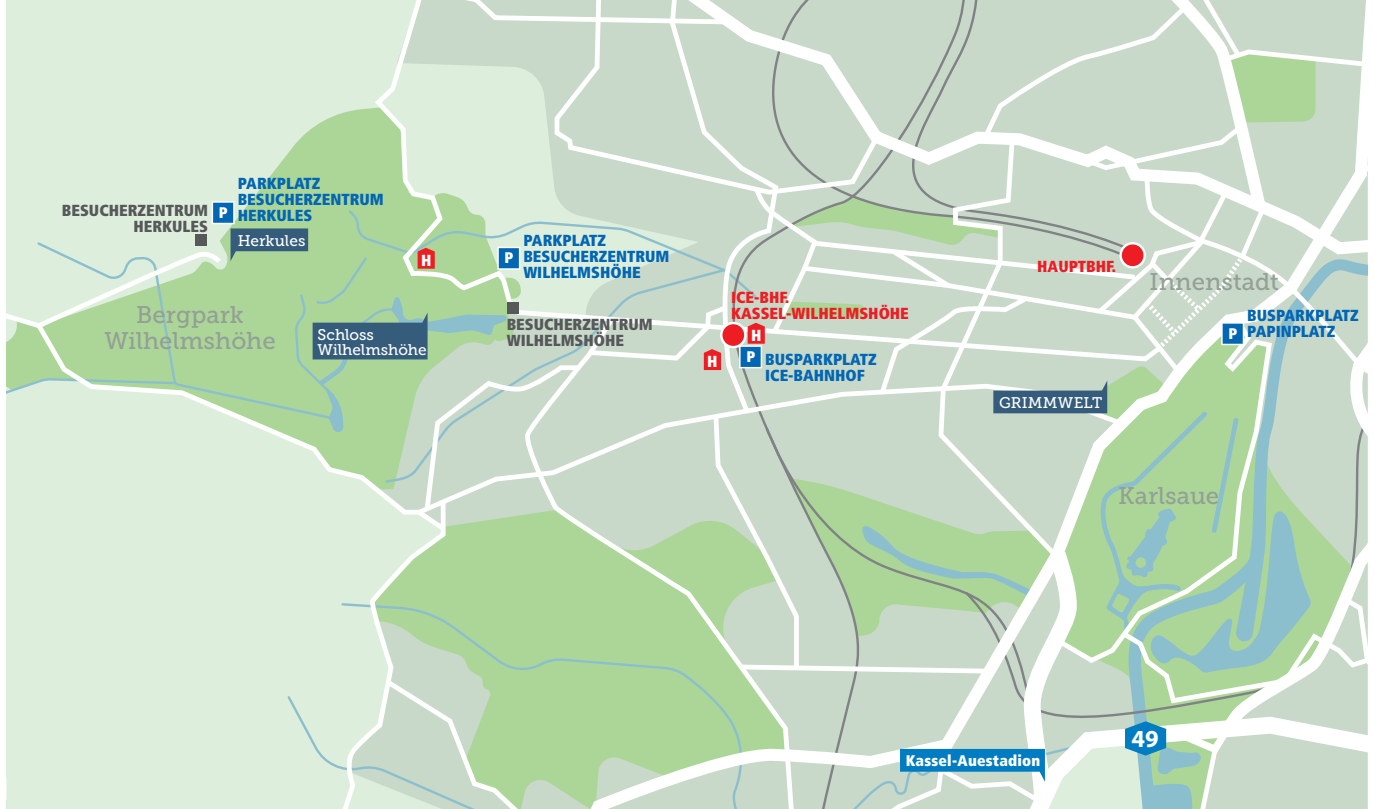 PARKPLATZ
BESUCHERZENTRUM
HERKULES
P
BESUCHERZENTRUM
HERKULES
Herkules
H
P
PARKPLATZ
BESUCHERZENTRUM
WILHELMSHÖHE
HAUPTBHF.
Innenstadt
Bergpark
Wilhelmshöhe
Schloss
Wilhelmshöhe
BESUCHERZENTRUM
WILHELMSHÖHE
ICE-BHF.
KASSEL-WILHELMSHÖHE
H
H
P
BUSPARKPLATZ
ICE-BAHNHOF
P
BUSPARKPLATZ
PAPINPLATZ
GRIMMWELT
Karlsaue
49
Kassel-Auestadion